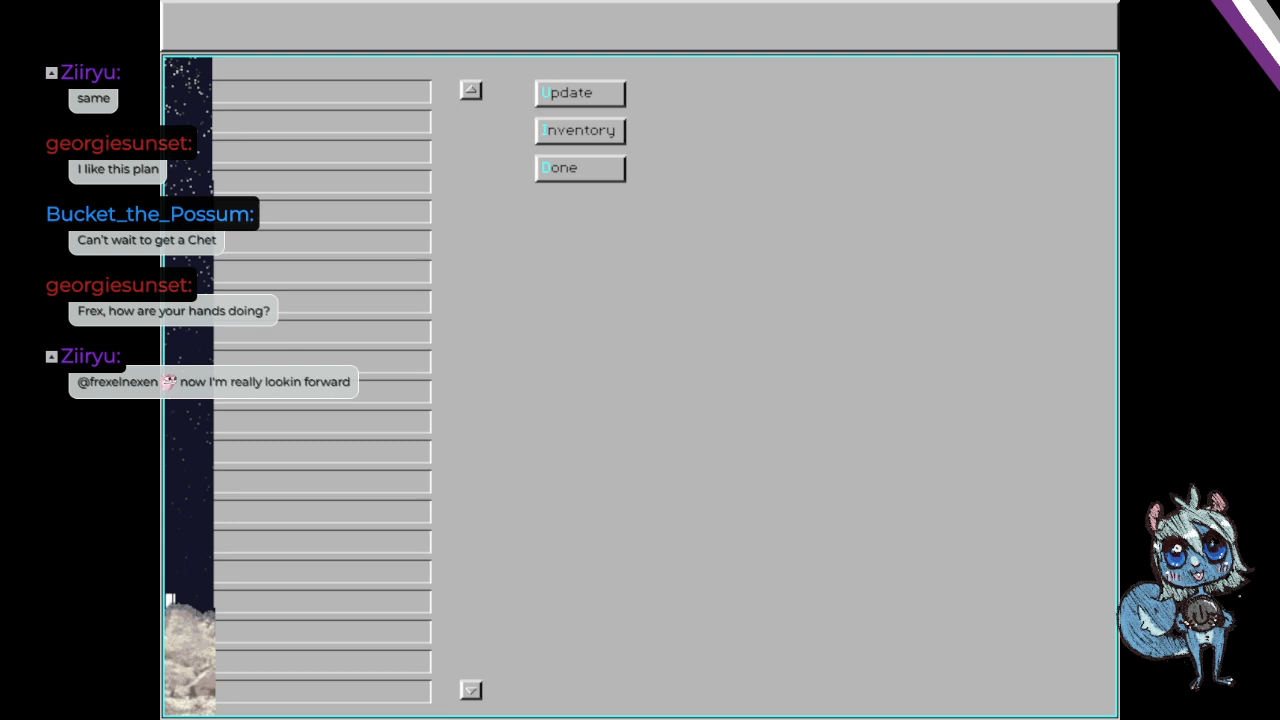 Ziiryu:
same
georgiesunset:
I like this plan
Bucket_the_Possum:
Can't wait to get a Chet
georgiesunset:
Frex, how are your hands doing?
Ziiryu:
@frexelnexen now I'm really lookin forward
Update
Inventory
Done